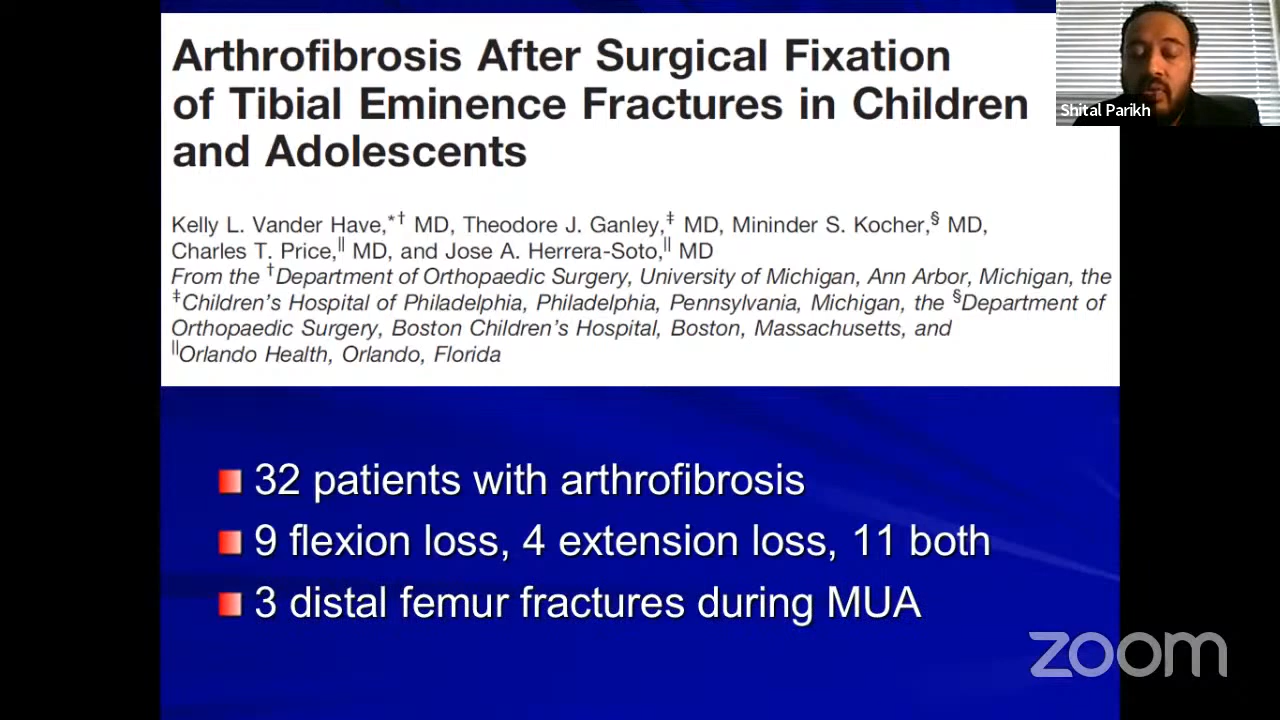 Arthrofibrosis After Surgical Fixation
of Tibial Eminence Fractures in Children
and Adolescents
Shital Parikh
Kelly L. Vander Have,*† MD, Theodore J. Ganley,‡ MD, Mininder S. Kocher,§ MD,
Charles T. Price,|| MD, and Jose A. Herrera-Soto,|| MD
From the †Department of Orthopaedic Surgery, University of Michigan, Ann Arbor, Michigan, the
‡Children's Hospital of Philadelphia, Philadelphia, Pennsylvania, Michigan, the §Department of
Orthopaedic Surgery, Boston Children's Hospital, Boston, Massachusetts, and
||Orlando Health, Orlando, Florida
32 patients with arthrofibrosis
9 flexion loss, 4 extension loss, 11 both
3 distal femur fractures during MUA
zoom